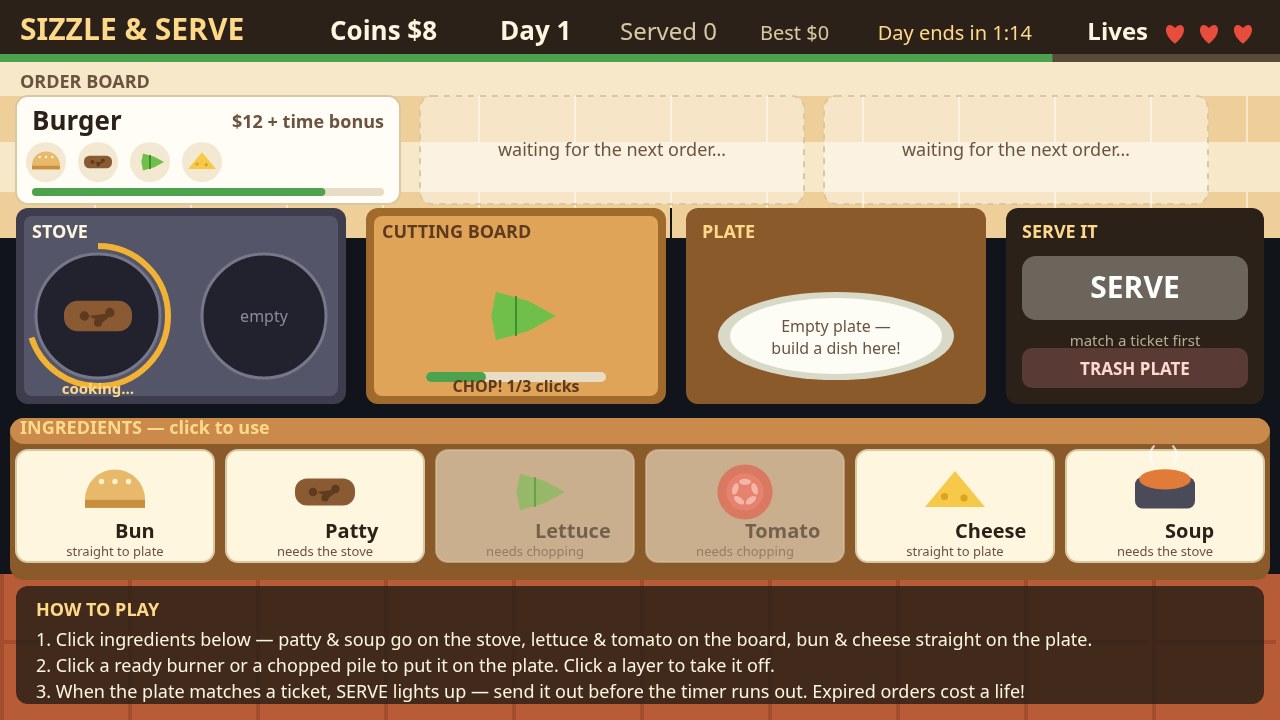 SIZZLE & SERVE Coins $8 Day 1 Served 0 Best $0 Day ends in 1:14 Lives
ORDER BOARD
Burger $12 + time bonus
waiting for the next order...
waiting for the next order...
STOVE
empty
cooking...
CUTTING BOARD
CHOP! 1/3 clicks
PLATE
Empty plate —
build a dish here!
SERVE IT
SERVE
match a ticket first
TRASH PLATE
INGREDIENTS — click to use
Bun
straight to plate
Patty
needs the stove
Lettuce
needs chopping
Tomato
needs chopping
Cheese
straight to plate
Soup
needs the stove
HOW TO PLAY
1. Click ingredients below — patty & soup go on the stove, lettuce & tomato on the board, bun & cheese straight on the plate.
2. Click a ready burner or a chopped pile to put it on the plate. Click a layer to take it off.
3. When the plate matches a ticket, SERVE lights up — send it out before the timer runs out. Expired orders cost a life!